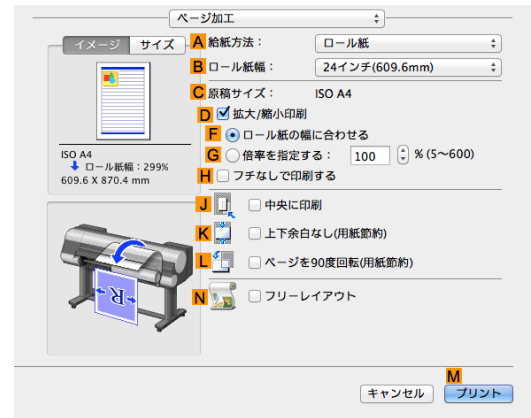 ページ加工
イメージ サイズ
A 給紙方法： ロール紙
B ロール紙幅： 24インチ(609.6mm)
C 原稿サイズ： ISO A4
D 拡大/縮小印刷
F ロール紙の幅に合わせる
G 倍率を指定する： 100 % (5～600)
H フチなしで印刷する
ISO A4
ロール紙幅：299%
609.6 X 870.4 mm
J 中央に印刷
K 上下余白なし(用紙節約)
L ページを90度回転(用紙節約)
N フリーレイアウト
R
M
キャンセル プリント